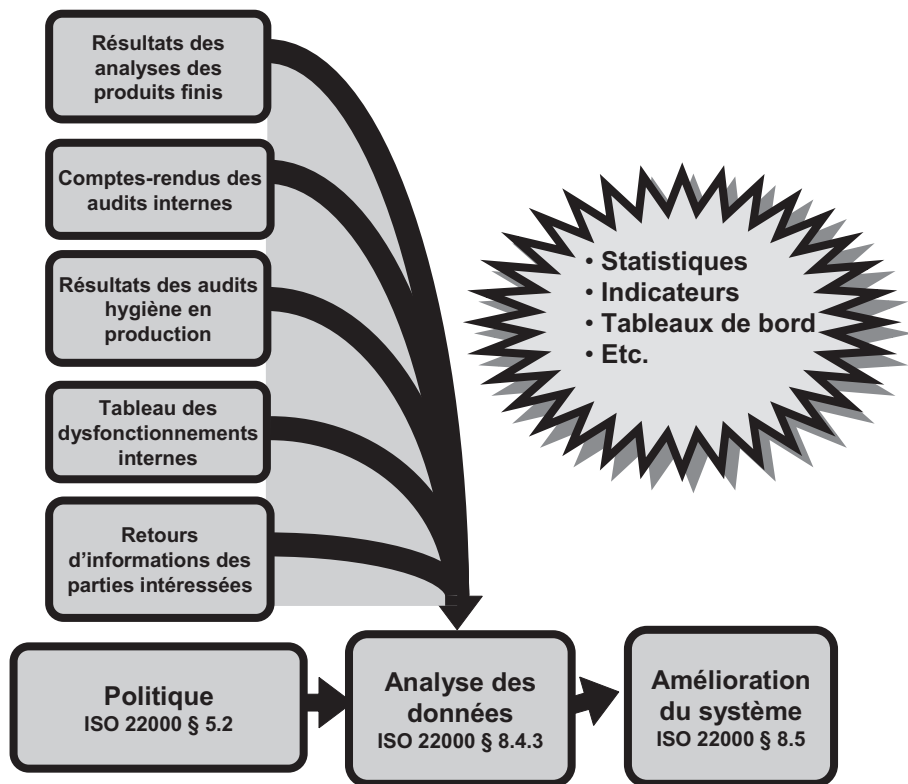 Résultats des
analyses des
produits finis
Comptes-rendus des
audits internes
Résultats des audits
hygiène en
production
Tableau des
dysfonctionnements
internes
Retours
d'informations des
parties intéressées
• Statistiques
• Indicateurs
• Tableaux de bord
• Etc.
Politique
ISO 22000 § 5.2
Analyse des
données
ISO 22000 § 8.4.3
Amélioration
du système
ISO 22000 § 8.5